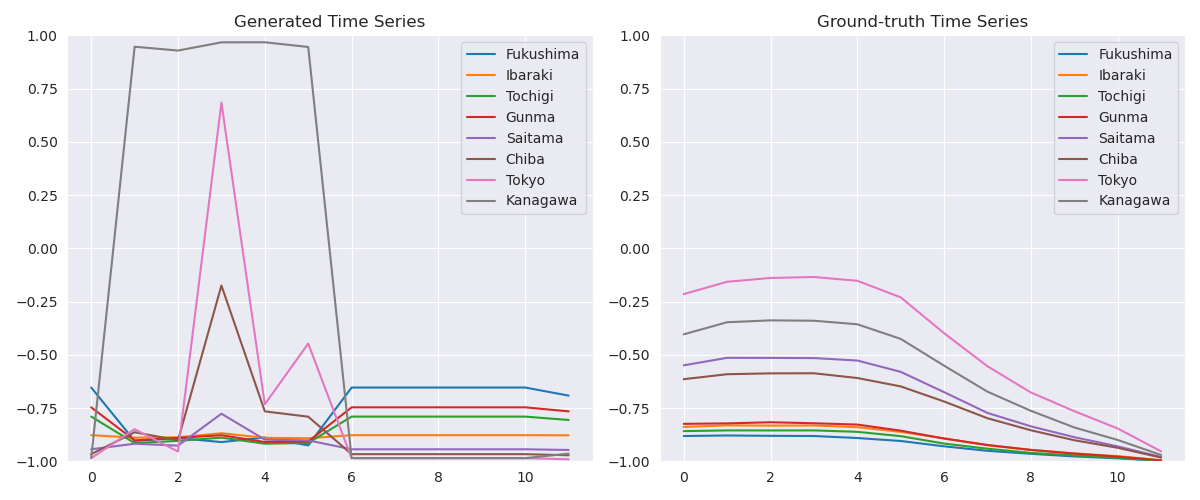 Generated Time Series
1.00
0.75
0.50
0.25
0.00
−0.25
−0.50
−0.75
−1.00
0 2 4 6 8 10
Fukushima
Ibaraki
Tochigi
Gunma
Saitama
Chiba
Tokyo
Kanagawa
Ground-truth Time Series
1.00
0.75
0.50
0.25
0.00
−0.25
−0.50
−0.75
−1.00
0 2 4 6 8 10
Fukushima
Ibaraki
Tochigi
Gunma
Saitama
Chiba
Tokyo
Kanagawa